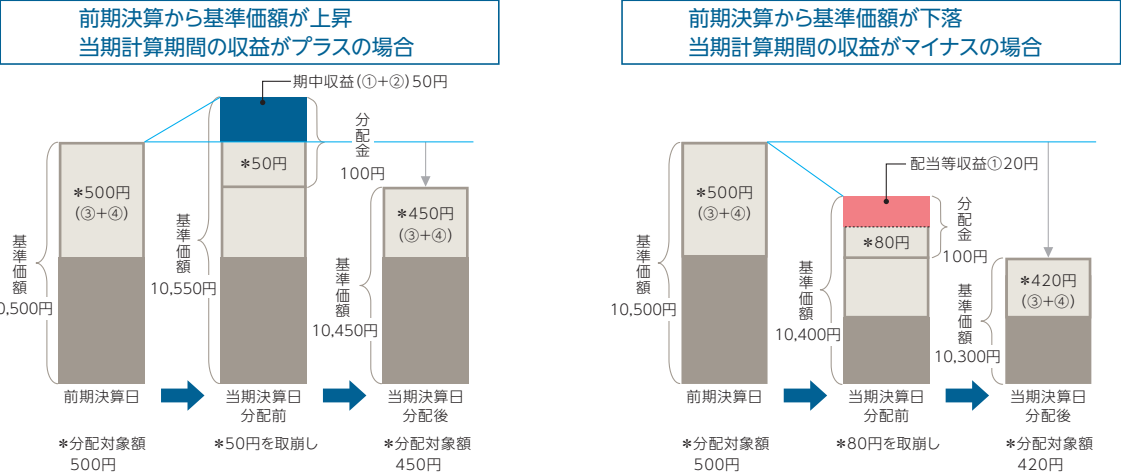 前期決算から基準価額が上昇
当期計算期間の収益がプラスの場合
期中収益(①+②)50円
分配金
100円
*50円
*500円
(③+④)
*450円
(③+④)
基準価額
0,500円
基準価額
10,550円
基準価額
10,450円
前期決算日
当期決算日
分配前
当期決算日
分配後
*分配対象額
500円
*50円を取崩し
*分配対象額
450円
前期決算から基準価額が下落
当期計算期間の収益がマイナスの場合
配当等収益①20円
分配金
100円
*500円
(③+④)
*80円
*420円
(③+④)
基準価額
10,500円
基準価額
10,400円
基準価額
10,300円
前期決算日
当期決算日
分配前
当期決算日
分配後
*分配対象額
500円
*80円を取崩し
*分配対象額
420円